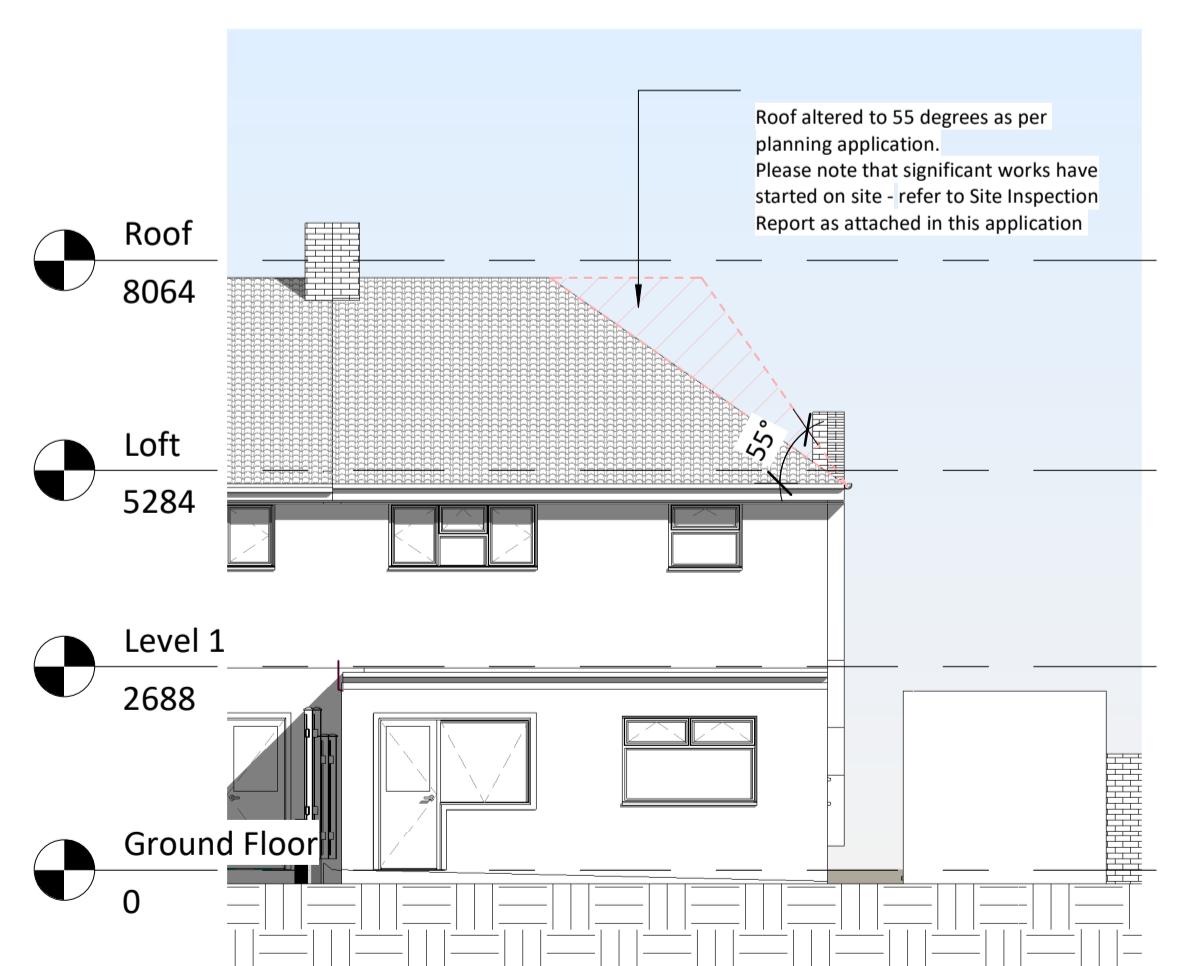 Roof altered to 55 degrees as per
planning application.
Please note that significant works have
started on site - refer to Site Inspection
Report as attached in this application
Roof
8064
Loft
5284
55°
Level 1
2688
Ground Floor
0